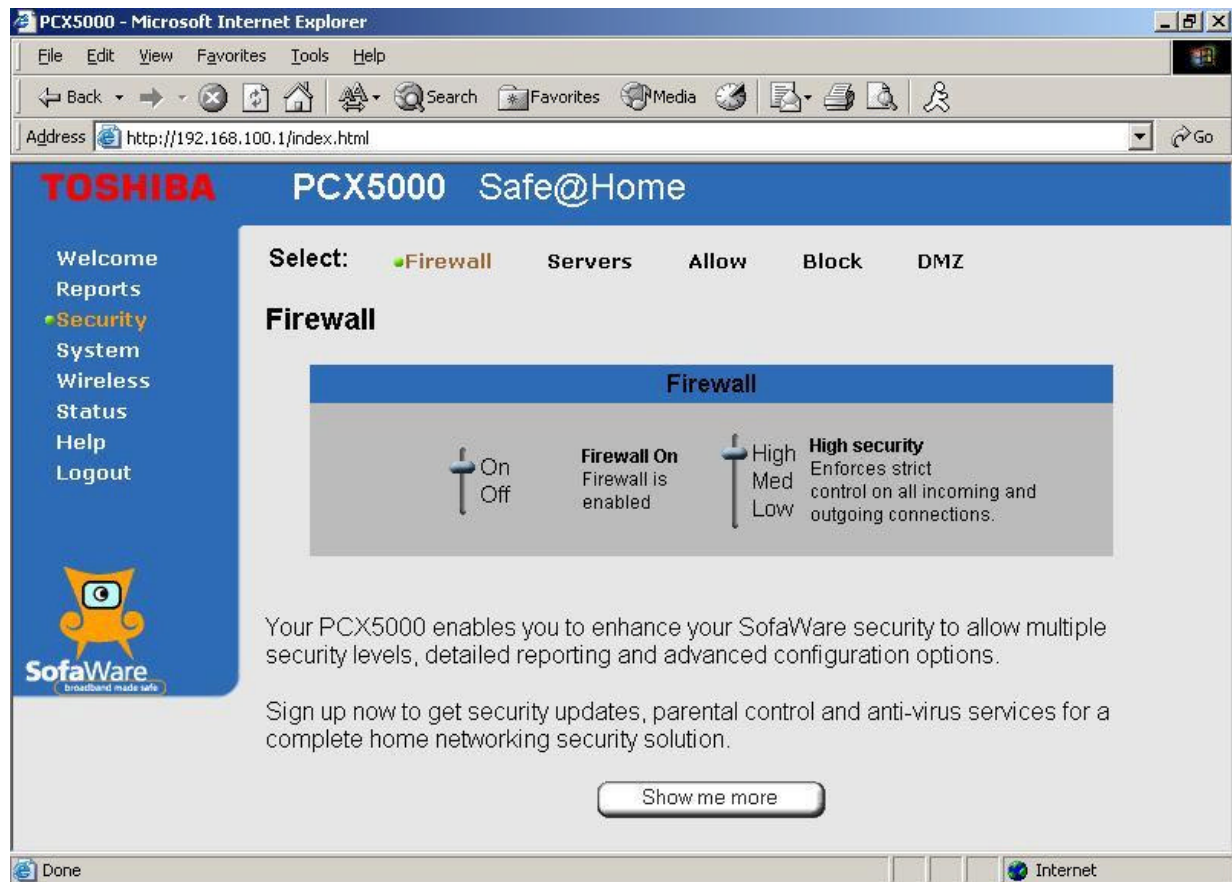 PCX5000 - Microsoft Internet Explorer
File Edit View Favorites Tools Help
Back Search Favorites Media
Address http://192.168.100.1/index.html Go
TOSHIBA PCX5000 Safe@Home
Welcome
Reports
Security
System
Wireless
Status
Help
Logout
SofaWare
broadband made safe
Select: Firewall Servers Allow Block DMZ
Firewall
Firewall
On
Off
Firewall On
Firewall is
enabled
High
Med
Low
High security
Enforces strict
control on all incoming and
outgoing connections.
Your PCX5000 enables you to enhance your SofaWare security to allow multiple
security levels, detailed reporting and advanced configuration options.
Sign up now to get security updates, parental control and anti-virus services for a
complete home networking security solution.
Show me more
Done Internet